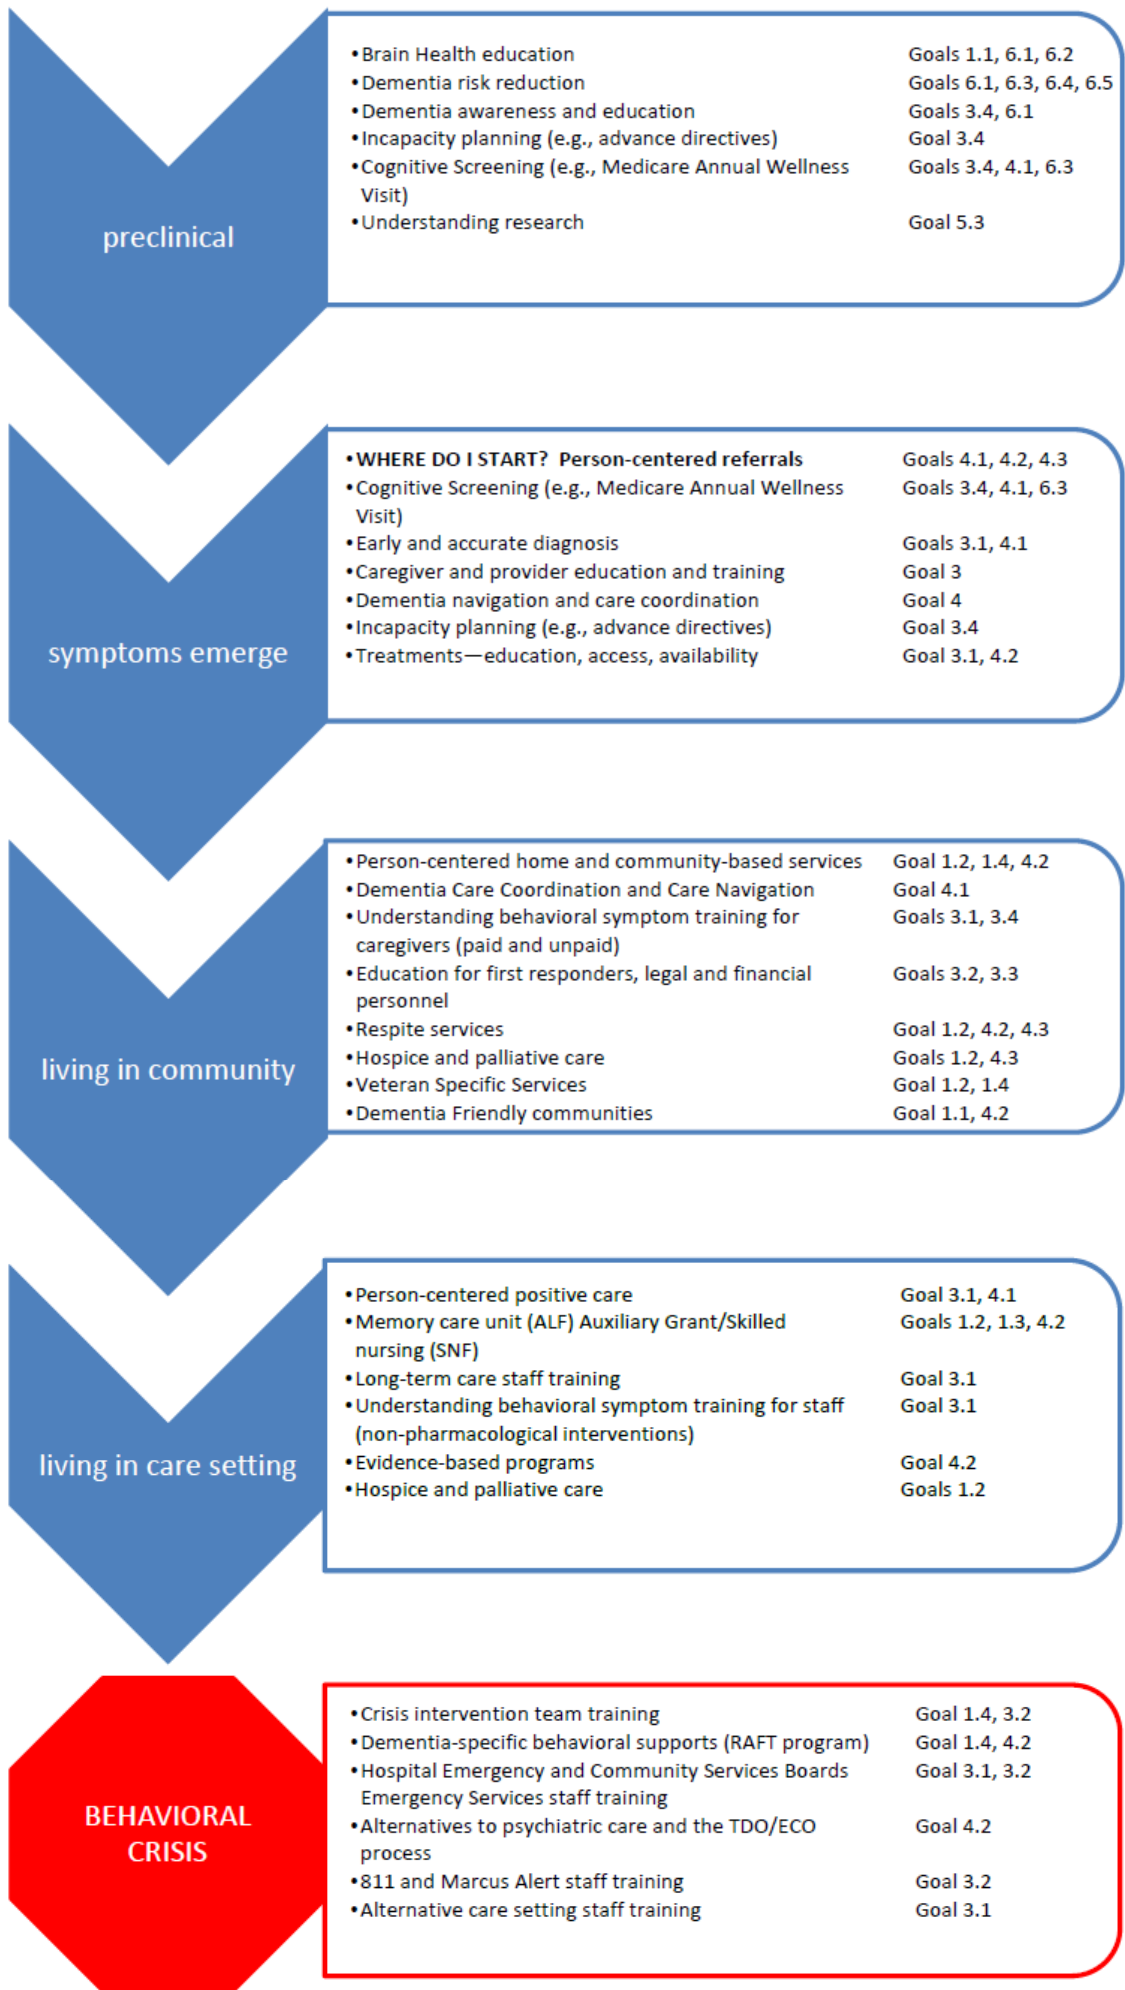 preclinical
•Brain Health education Goals 1.1, 6.1, 6.2
•Dementia risk reduction Goals 6.1, 6.3, 6.4, 6.5
•Dementia awareness and education Goals 3.4, 6.1
•Incapacity planning (e.g., advance directives) Goal 3.4
•Cognitive Screening (e.g., Medicare Annual Wellness Goals 3.4, 4.1, 6.3
Visit)
•Understanding research Goal 5.3
symptoms emerge
•WHERE DO I START? Person-centered referrals Goals 4.1, 4.2, 4.3
•Cognitive Screening (e.g., Medicare Annual Wellness Goals 3.4, 4.1, 6.3
Visit)
•Early and accurate diagnosis Goals 3.1, 4.1
•Caregiver and provider education and training Goal 3
•Dementia navigation and care coordination Goal 4
•Incapacity planning (e.g., advance directives) Goal 3.4
•Treatments—education, access, availability Goal 3.1, 4.2
living in community
•Person-centered home and community-based services Goal 1.2, 1.4, 4.2
•Dementia Care Coordination and Care Navigation Goal 4.1
•Understanding behavioral symptom training for Goals 3.1, 3.4
caregivers (paid and unpaid)
•Education for first responders, legal and financial Goals 3.2, 3.3
personnel
•Respite services Goal 1.2, 4.2, 4.3
•Hospice and palliative care Goals 1.2, 4.3
•Veteran Specific Services Goal 1.2, 1.4
•Dementia Friendly communities Goal 1.1, 4.2
living in care setting
•Person-centered positive care Goal 3.1, 4.1
•Memory care unit (ALF) Auxiliary Grant/Skilled Goals 1.2, 1.3, 4.2
nursing (SNF)
•Long-term care staff training Goal 3.1
•Understanding behavioral symptom training for staff Goal 3.1
(non-pharmacological interventions)
•Evidence-based programs Goal 4.2
•Hospice and palliative care Goals 1.2
BEHAVIORAL
CRISIS
•Crisis intervention team training Goal 1.4, 3.2
•Dementia-specific behavioral supports (RAFT program) Goal 1.4, 4.2
•Hospital Emergency and Community Services Boards Goal 3.1, 3.2
Emergency Services staff training
•Alternatives to psychiatric care and the TDO/ECO Goal 4.2
process
•811 and Marcus Alert staff training Goal 3.2
•Alternative care setting staff training Goal 3.1